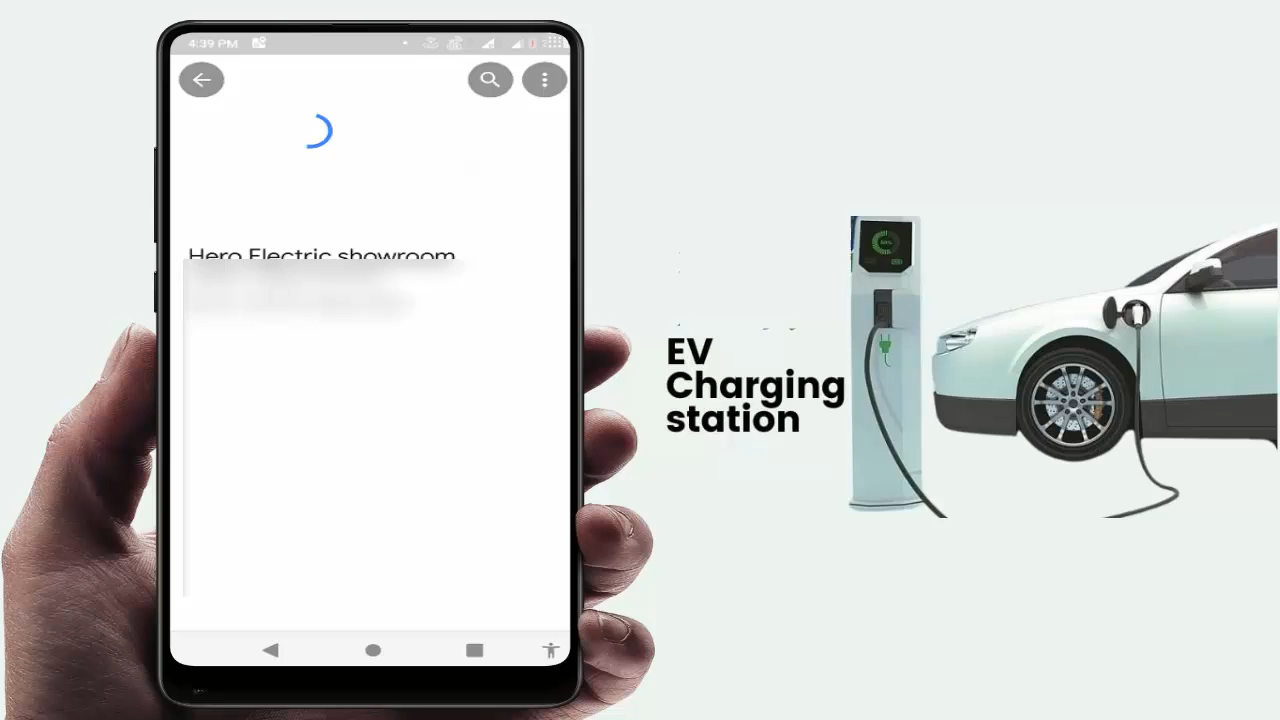 4:39 PM
Hero Electric showroom
EV
Charging
station